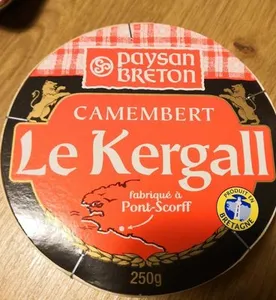 paysan
BRETON
CAMEMBERT
Le Kergall
fabriqué à
Pont-Scorff
PRODUIT EN
BRETAGNE
250g